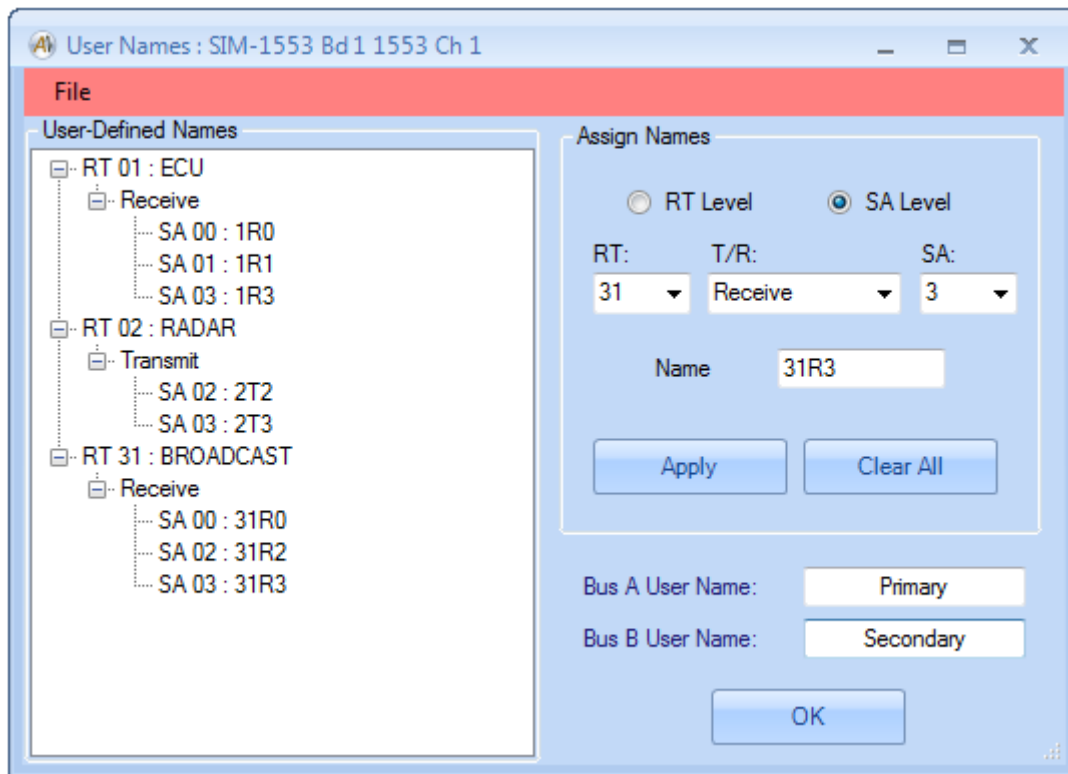 User Names : SIM-1553 Bd 1 1553 Ch 1
File
User-Defined Names
RT 01 : ECU
Receive
SA 00 : 1R0
SA 01 : 1R1
SA 03 : 1R3
RT 02 : RADAR
Transmit
SA 02 : 2T2
SA 03 : 2T3
RT 31 : BROADCAST
Receive
SA 00 : 31R0
SA 02 : 31R2
SA 03 : 31R3
Assign Names
RT Level SA Level
RT: T/R: SA:
31 Receive 3
Name 31R3
Apply Clear All
Bus A User Name: Primary
Bus B User Name: Secondary
OK